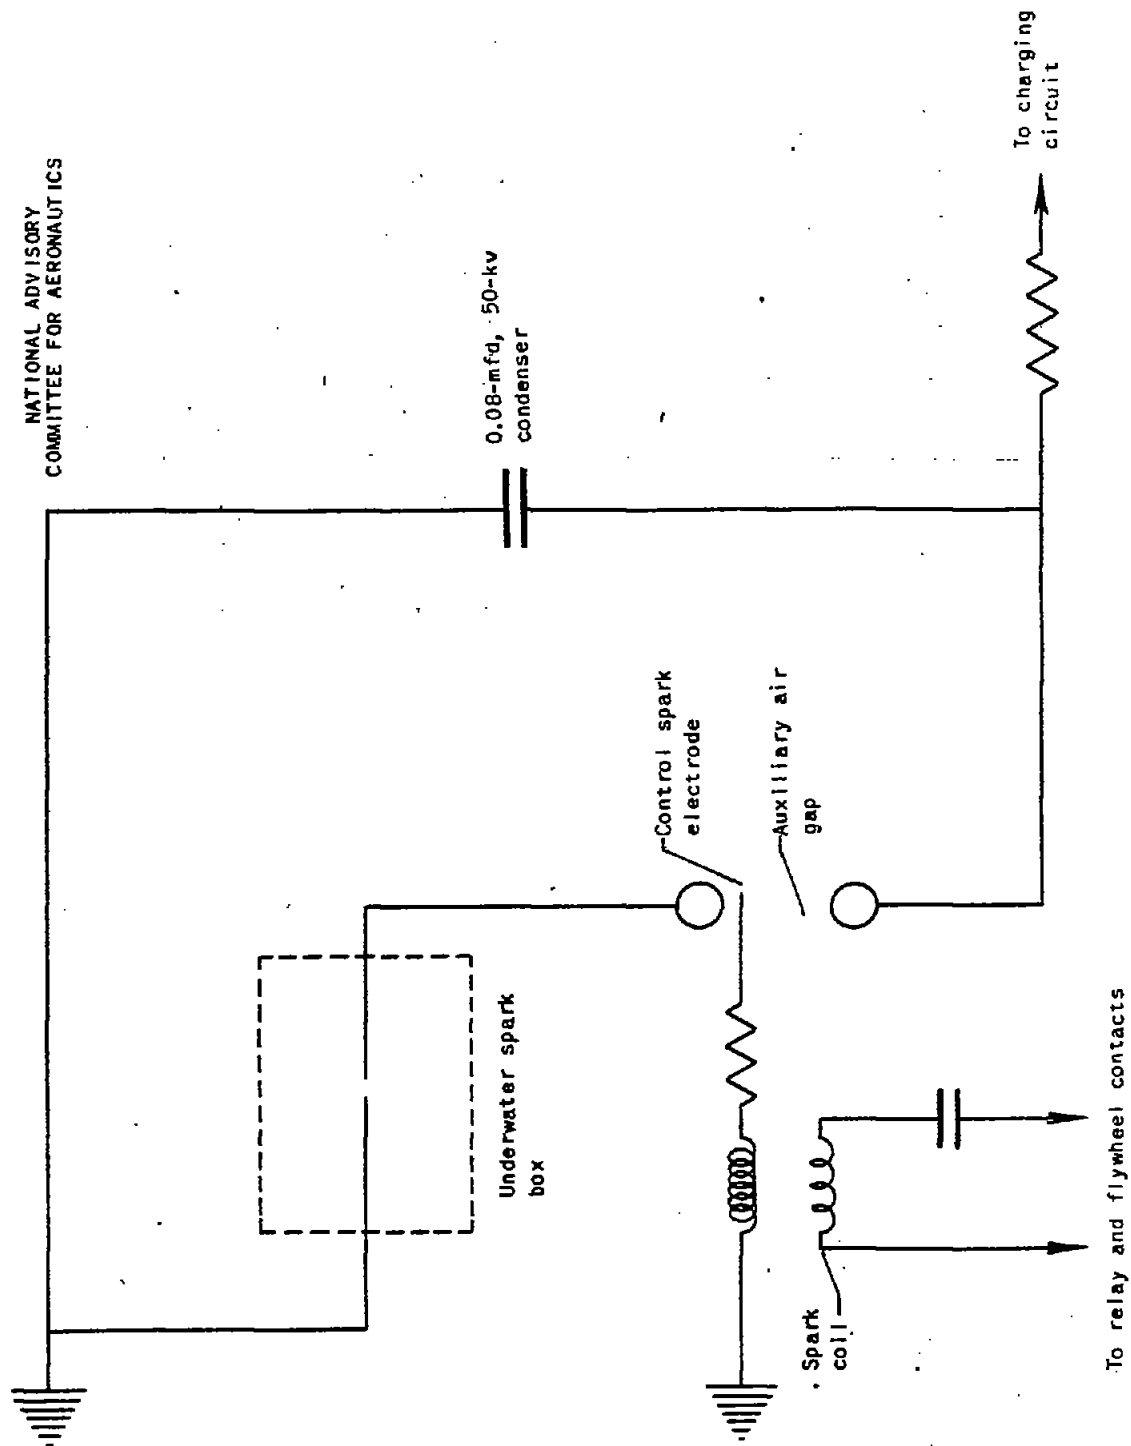 NATIONAL ADVISORY
COMMITTEE FOR AERONAUTICS
To charging
circuit
0.08-mfd, 50-kv
condenser
Control spark
electrode
Auxiliary air
gap
Underwater spark
box
Spark
coil
To relay and flywheel contacts